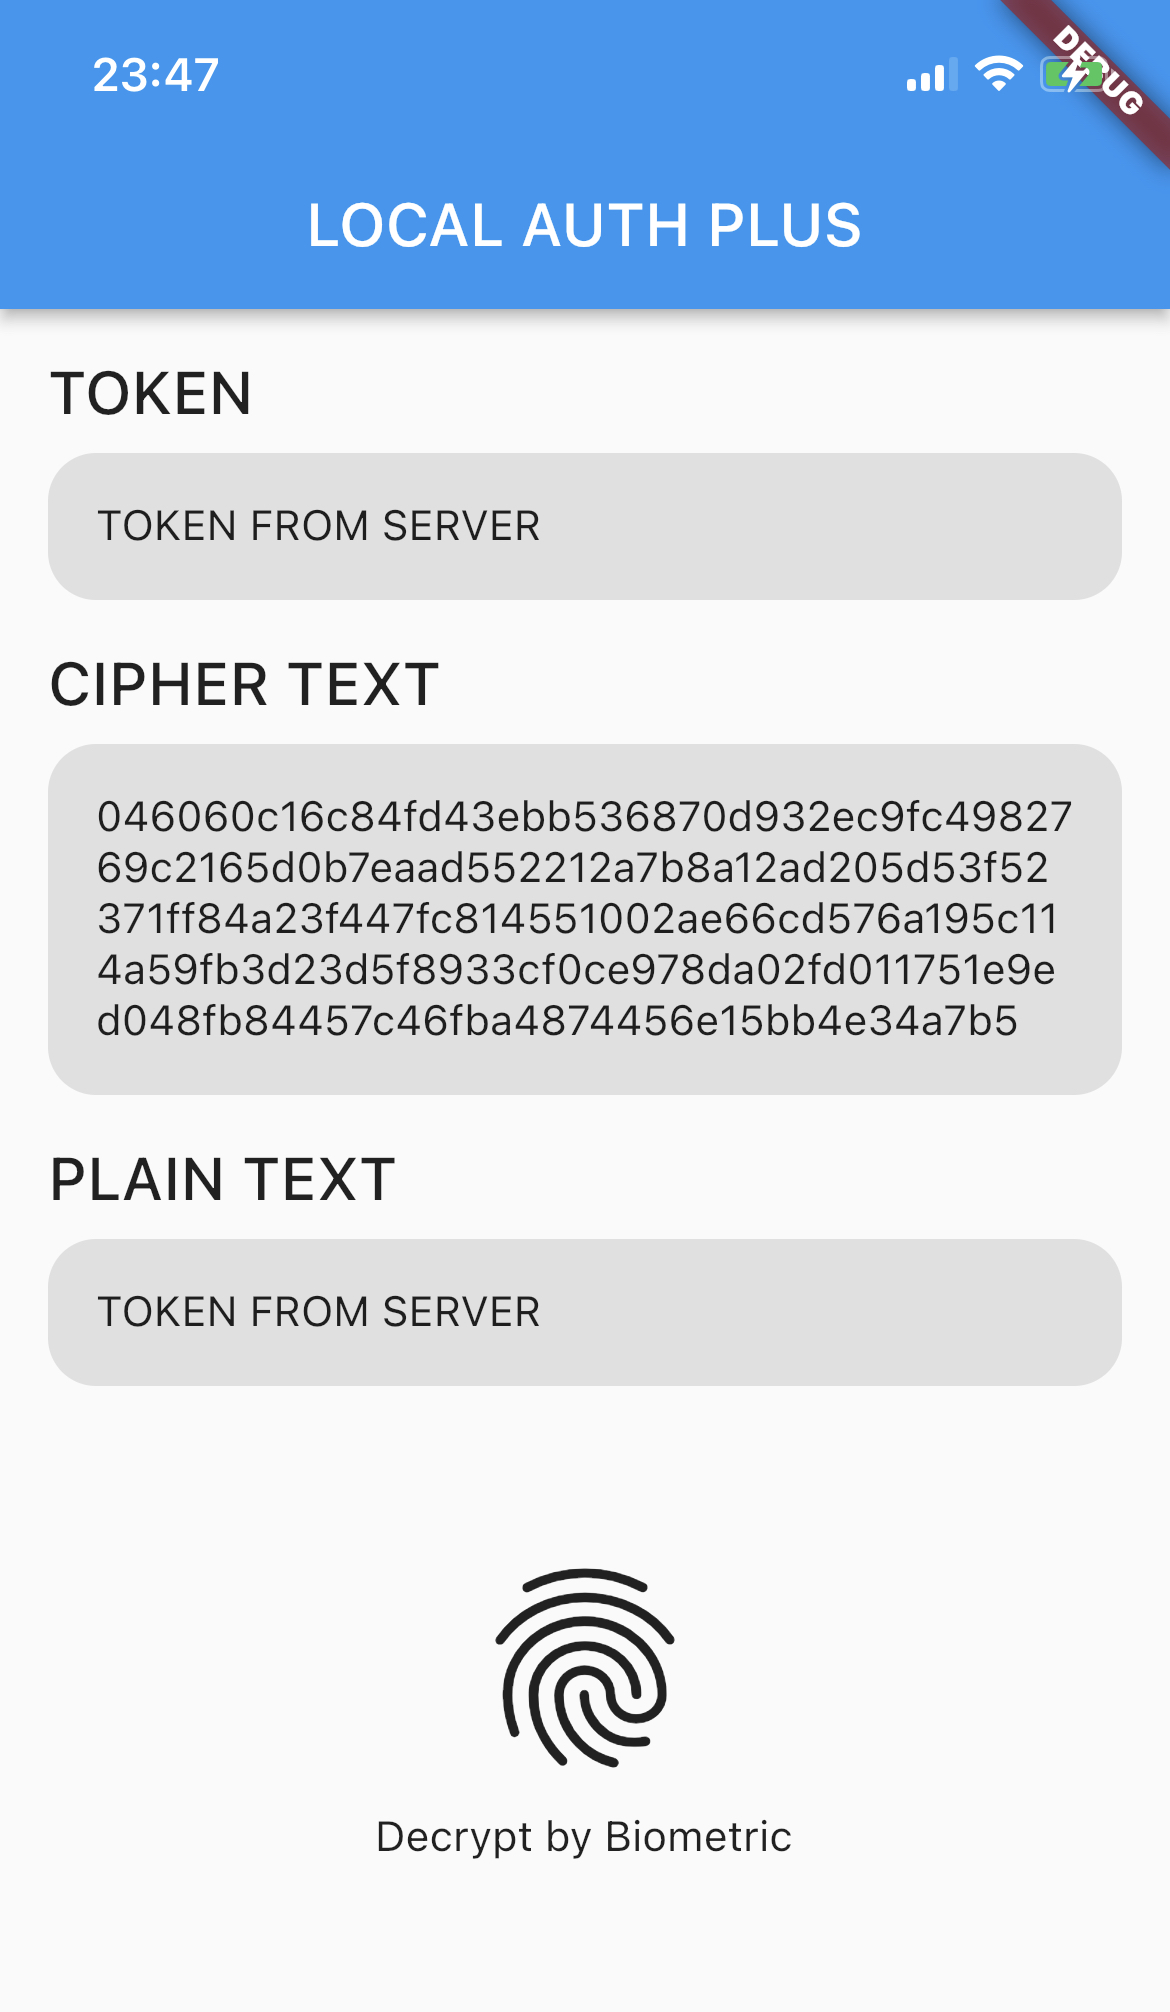 23:47
DEBUG
LOCAL AUTH PLUS
TOKEN
TOKEN FROM SERVER
CIPHER TEXT
046060c16c84fd43ebb536870d932ec9fc49827
69c2165d0b7eaad552212a7b8a12ad205d53f52
371ff84a23f447fc814551002ae66cd576a195c11
4a59fb3d23d5f8933cf0ce978da02fd011751e9e
d048fb84457c46fba4874456e15bb4e34a7b5
PLAIN TEXT
TOKEN FROM SERVER
Decrypt by Biometric